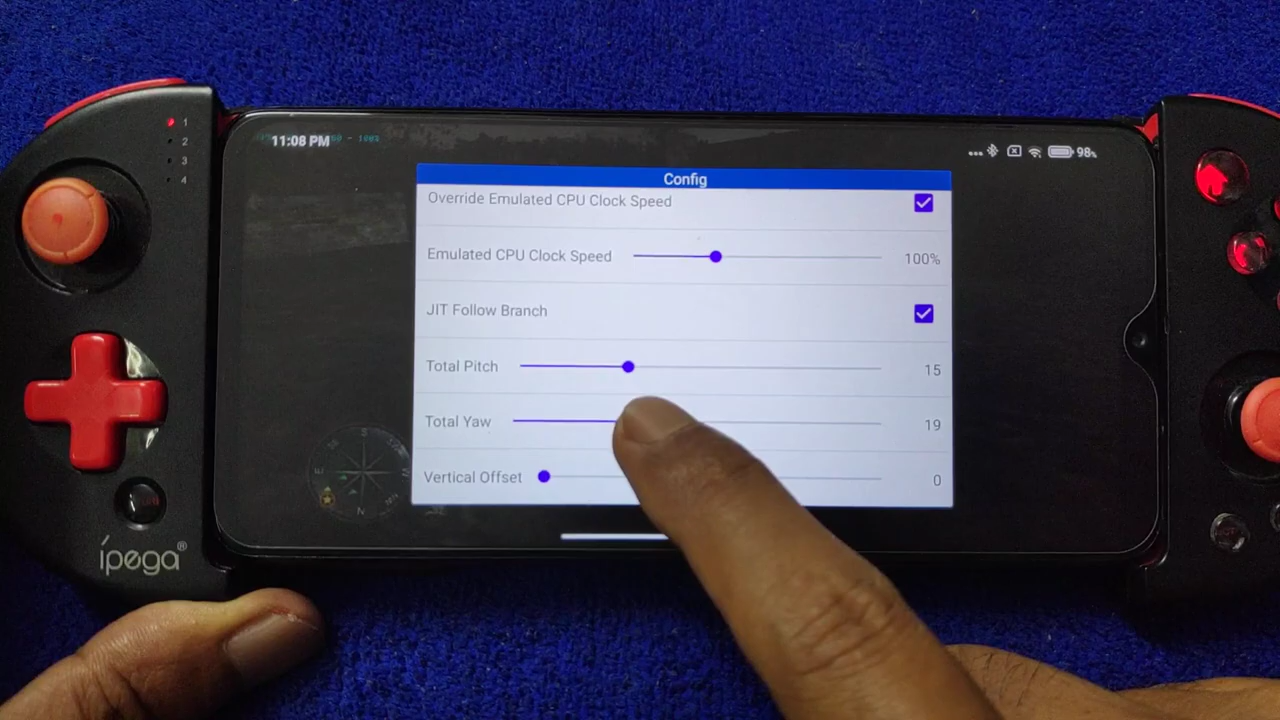 11:08 PM
98%
Config
Override Emulated CPU Clock Speed
Emulated CPU Clock Speed 100%
JIT Follow Branch
Total Pitch 15
Total Yaw 19
Vertical Offset 0
1
2
3
4
ípega®
S
E
W
N